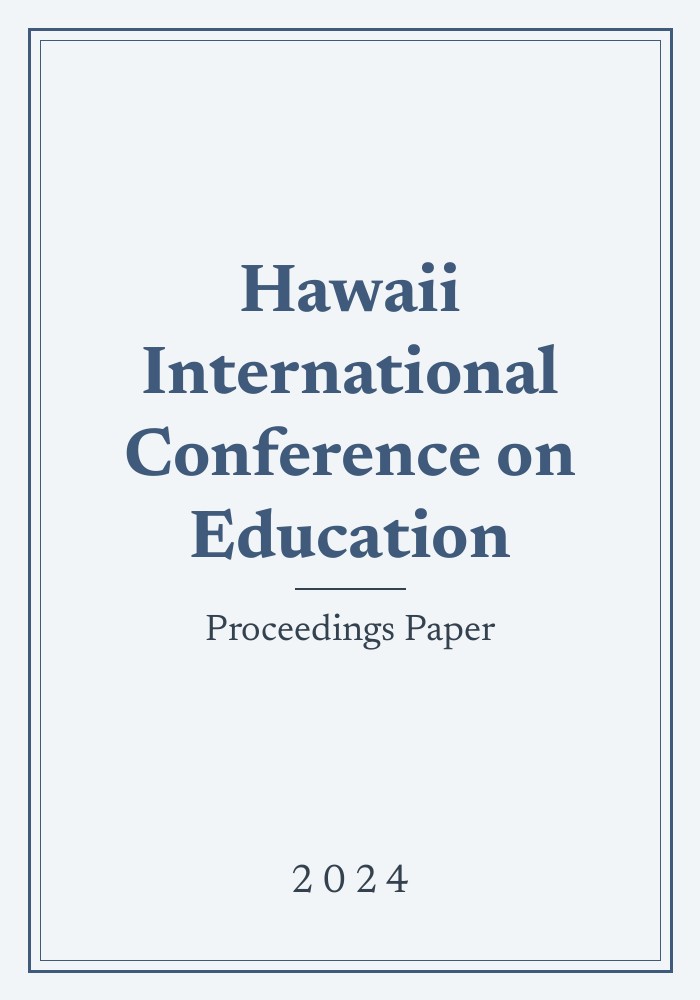 Hawaii
International
Conference on
Education
Proceedings Paper
2024